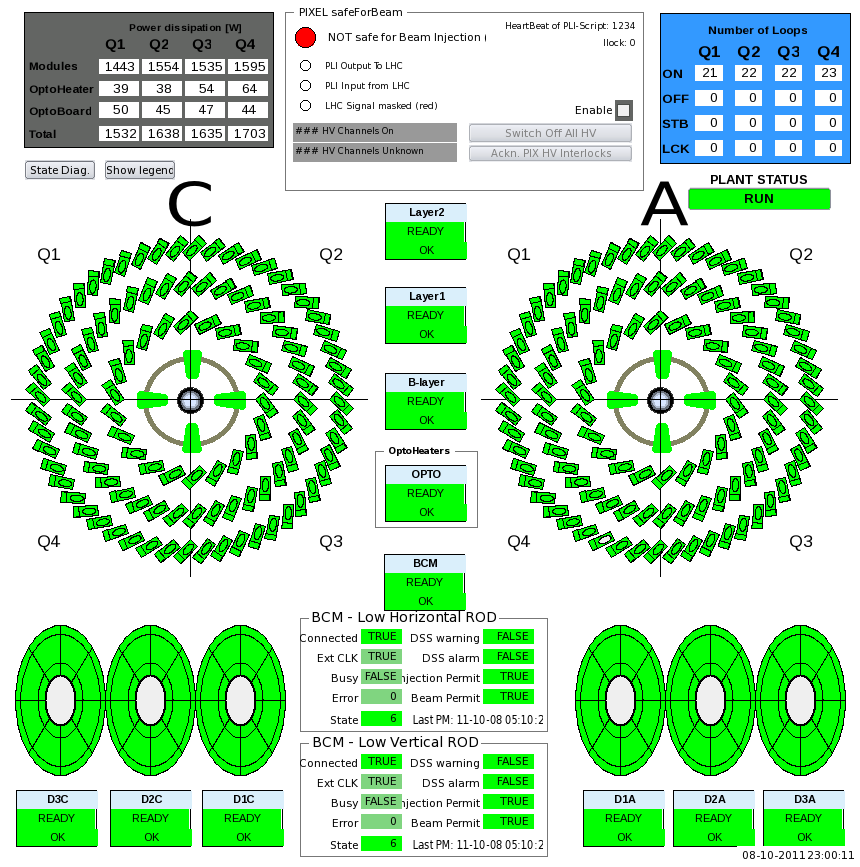 Power dissipation [W]
Q1 Q2 Q3 Q4
Modules 1443 1554 1535 1595
OptoHeater 39 38 54 64
OptoBoard 50 45 47 44
Total 1532 1638 1635 1703
State Diag. Show legend
PIXEL safeForBeam
HeartBeat of PLI-Script: 1234
NOT safe for Beam Injection (
Ilock: 0
PLI Output To LHC
PLI Input from LHC
LHC Signal masked (red)
Enable
### HV Channels On Switch Off All HV
### HV Channels Unknown Ackn. PIX HV Interlocks
Number of Loops
Q1 Q2 Q3 Q4
ON 21 22 22 23
OFF 0 0 0 0
STB 0 0 0 0
LCK 0 0 0 0
PLANT STATUS
RUN
C
Q1 Q2
Q4 Q3
Layer2
READY
OK
Layer1
READY
OK
B-layer
READY
OK
OptoHeaters
OPTO
READY
OK
BCM
READY
OK
A
Q1 Q2
Q4 Q3
BCM - Low Horizontal ROD
Connected TRUE DSS warning FALSE
Ext CLK TRUE DSS alarm FALSE
Busy FALSE njection Permit TRUE
Error 0 Beam Permit TRUE
State 6 Last PM: 11-10-08 05:10:2
BCM - Low Vertical ROD
Connected TRUE DSS warning FALSE
Ext CLK TRUE DSS alarm FALSE
Busy FALSE njection Permit TRUE
Error 0 Beam Permit TRUE
State 6 Last PM: 11-10-08 05:10:2
D3C D2C D1C
READY READY READY
OK OK OK
D1A D2A D3A
READY READY READY
OK OK OK
08-10-2011 23:00:11